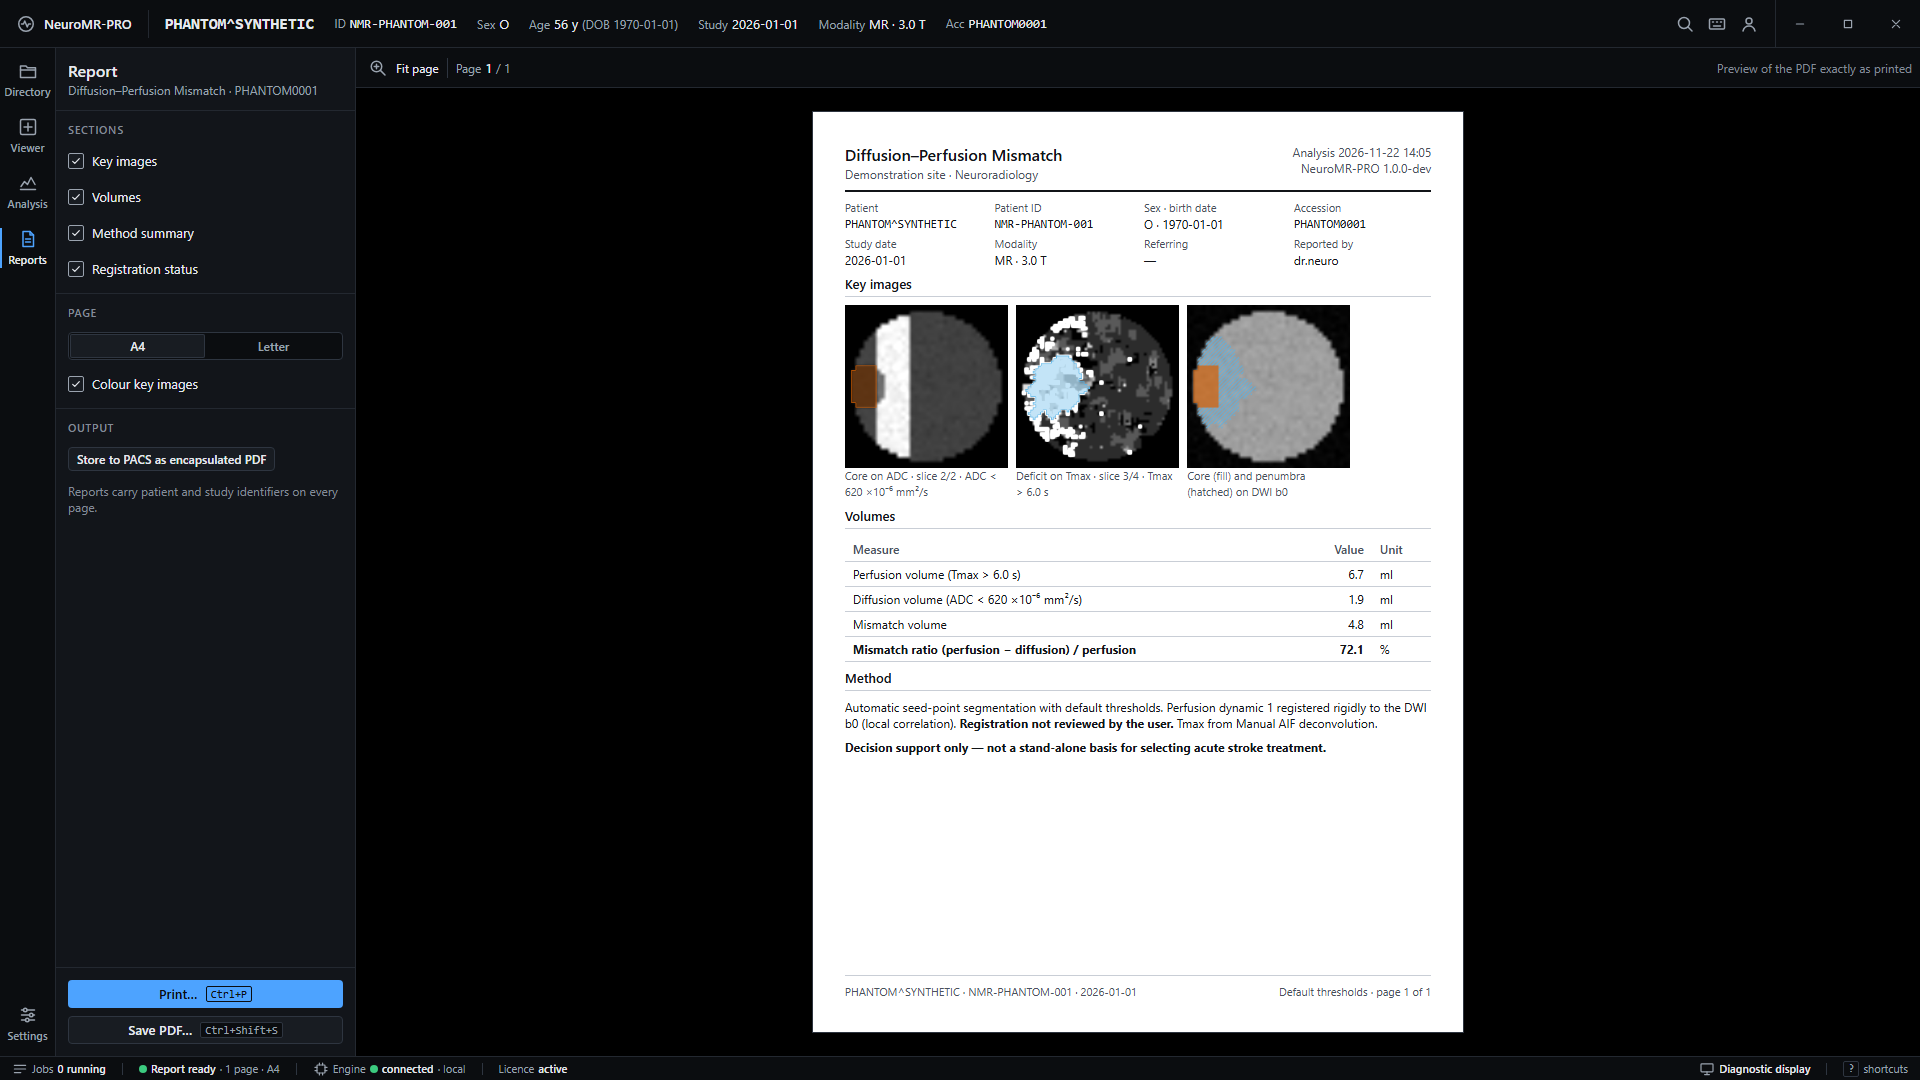 NeuroMR-PRO PHANTOM^SYNTHETIC ID NMR-PHANTOM-001 Sex O Age 56 y (DOB 1970-01-01) Study 2026-01-01 Modality MR · 3.0 T Acc PHANTOM0001
Directory
Viewer
Analysis
Reports
Settings
Report
Diffusion–Perfusion Mismatch · PHANTOM0001
SECTIONS
Key images
Volumes
Method summary
Registration status
PAGE
A4 Letter
Colour key images
OUTPUT
Store to PACS as encapsulated PDF
Reports carry patient and study identifiers on every
page.
Print... Ctrl+P
Save PDF... Ctrl+Shift+S
Fit page Page 1 / 1 Preview of the PDF exactly as printed
Diffusion–Perfusion Mismatch
Demonstration site · Neuroradiology
Analysis 2026-11-22 14:05
NeuroMR-PRO 1.0.0-dev
Patient Patient ID Sex · birth date Accession
PHANTOM^SYNTHETIC NMR-PHANTOM-001 O · 1970-01-01 PHANTOM0001
Study date Modality Referring Reported by
2026-01-01 MR · 3.0 T — dr.neuro
Key images
Core on ADC · slice 2/2 · ADC <
620 ×10⁻⁶ mm²/s
Deficit on Tmax · slice 3/4 · Tmax
> 6.0 s
Core (fill) and penumbra
(hatched) on DWI b0
Volumes
Measure Value Unit
Perfusion volume (Tmax > 6.0 s) 6.7 ml
Diffusion volume (ADC < 620 ×10⁻⁶ mm²/s) 1.9 ml
Mismatch volume 4.8 ml
Mismatch ratio (perfusion − diffusion) / perfusion 72.1 %
Method
Automatic seed-point segmentation with default thresholds. Perfusion dynamic 1 registered rigidly to the DWI
b0 (local correlation). Registration not reviewed by the user. Tmax from Manual AIF deconvolution.
Decision support only — not a stand-alone basis for selecting acute stroke treatment.
PHANTOM^SYNTHETIC · NMR-PHANTOM-001 · 2026-01-01 Default thresholds · page 1 of 1
Jobs 0 running Report ready · 1 page · A4 Engine connected · local Licence active Diagnostic display ? shortcuts